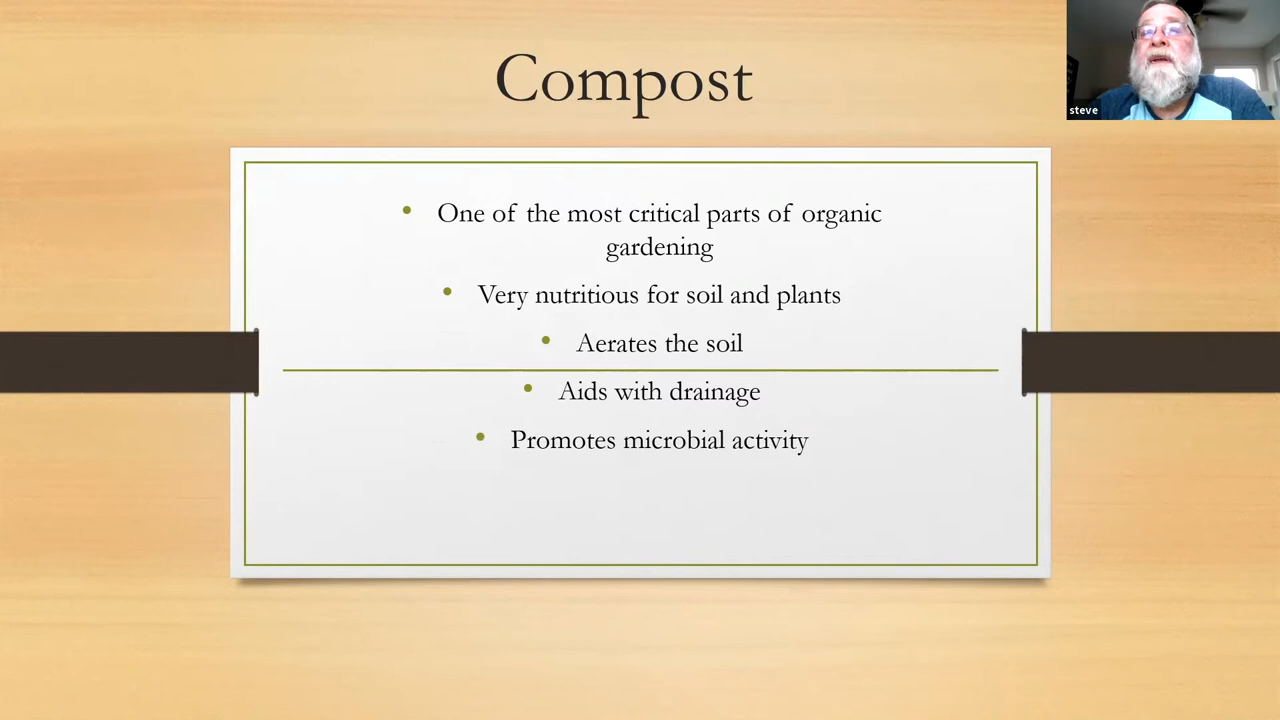 Compost
steve
• One of the most critical parts of organic
gardening
• Very nutritious for soil and plants
• Aerates the soil
• Aids with drainage
• Promotes microbial activity